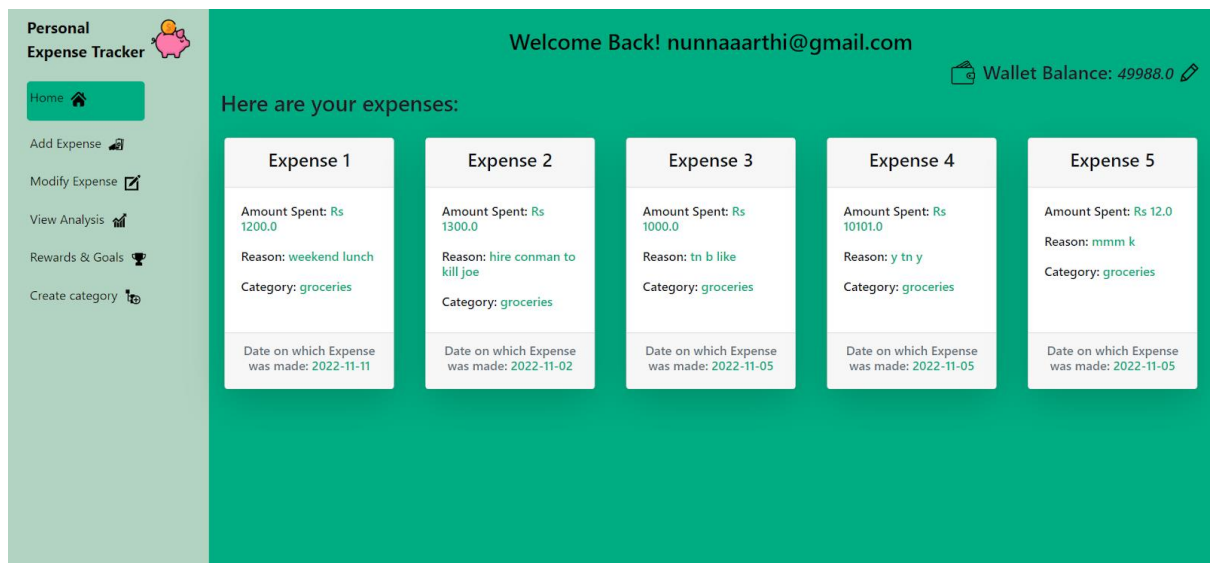 Personal
Expense Tracker
Home
Add Expense
Modify Expense
View Analysis
Rewards & Goals
Create category
Welcome Back! nunnaaarthi@gmail.com
Wallet Balance: 49988.0
Here are your expenses:
Expense 1
Amount Spent: Rs
1200.0
Reason: weekend lunch
Category: groceries
Date on which Expense
was made: 2022-11-11
Expense 2
Amount Spent: Rs
1300.0
Reason: hire conman to
kill joe
Category: groceries
Date on which Expense
was made: 2022-11-02
Expense 3
Amount Spent: Rs
1000.0
Reason: tn b like
Category: groceries
Date on which Expense
was made: 2022-11-05
Expense 4
Amount Spent: Rs
10101.0
Reason: y tn y
Category: groceries
Date on which Expense
was made: 2022-11-05
Expense 5
Amount Spent: Rs 12.0
Reason: mmm k
Category: groceries
Date on which Expense
was made: 2022-11-05